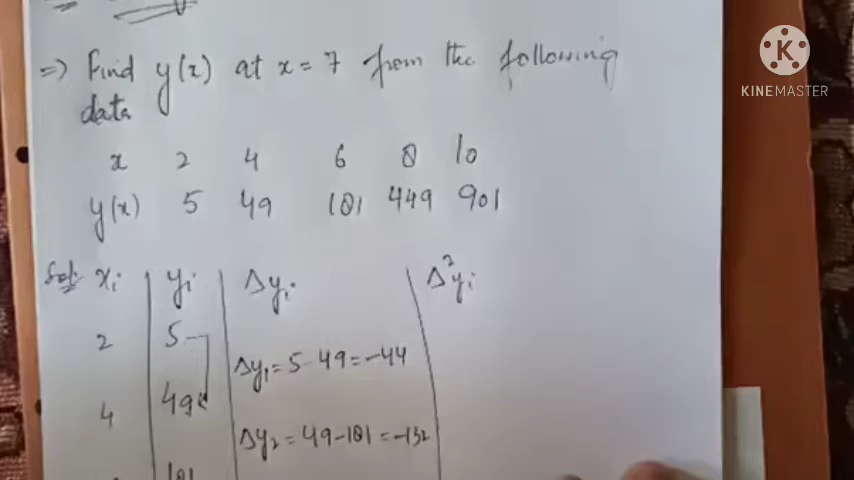 K
KINEMASTER
=> Find y(x) at x = 7 from the following
data
x 2 4 6 8 10
y(x) 5 49 181 449 901
Sol: xᵢ yᵢ Δyᵢ Δ²yᵢ
2 5
Δy₁ = 5-49 = -44
4 49
Δy₂ = 49-181 = -132
181